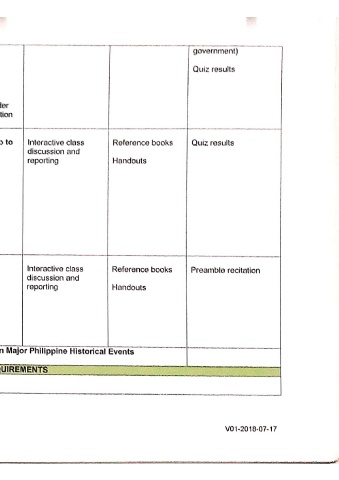 government)
Quiz results
der
tion
o to
Interactive class
discussion and
reporting
Reference books
Handouts
Quiz results
Interactive class
discussion and
reporting
Reference books
Handouts
Preamble recitation
n Major Philippine Historical Events
QUIREMENTS
V01-2018-07-17